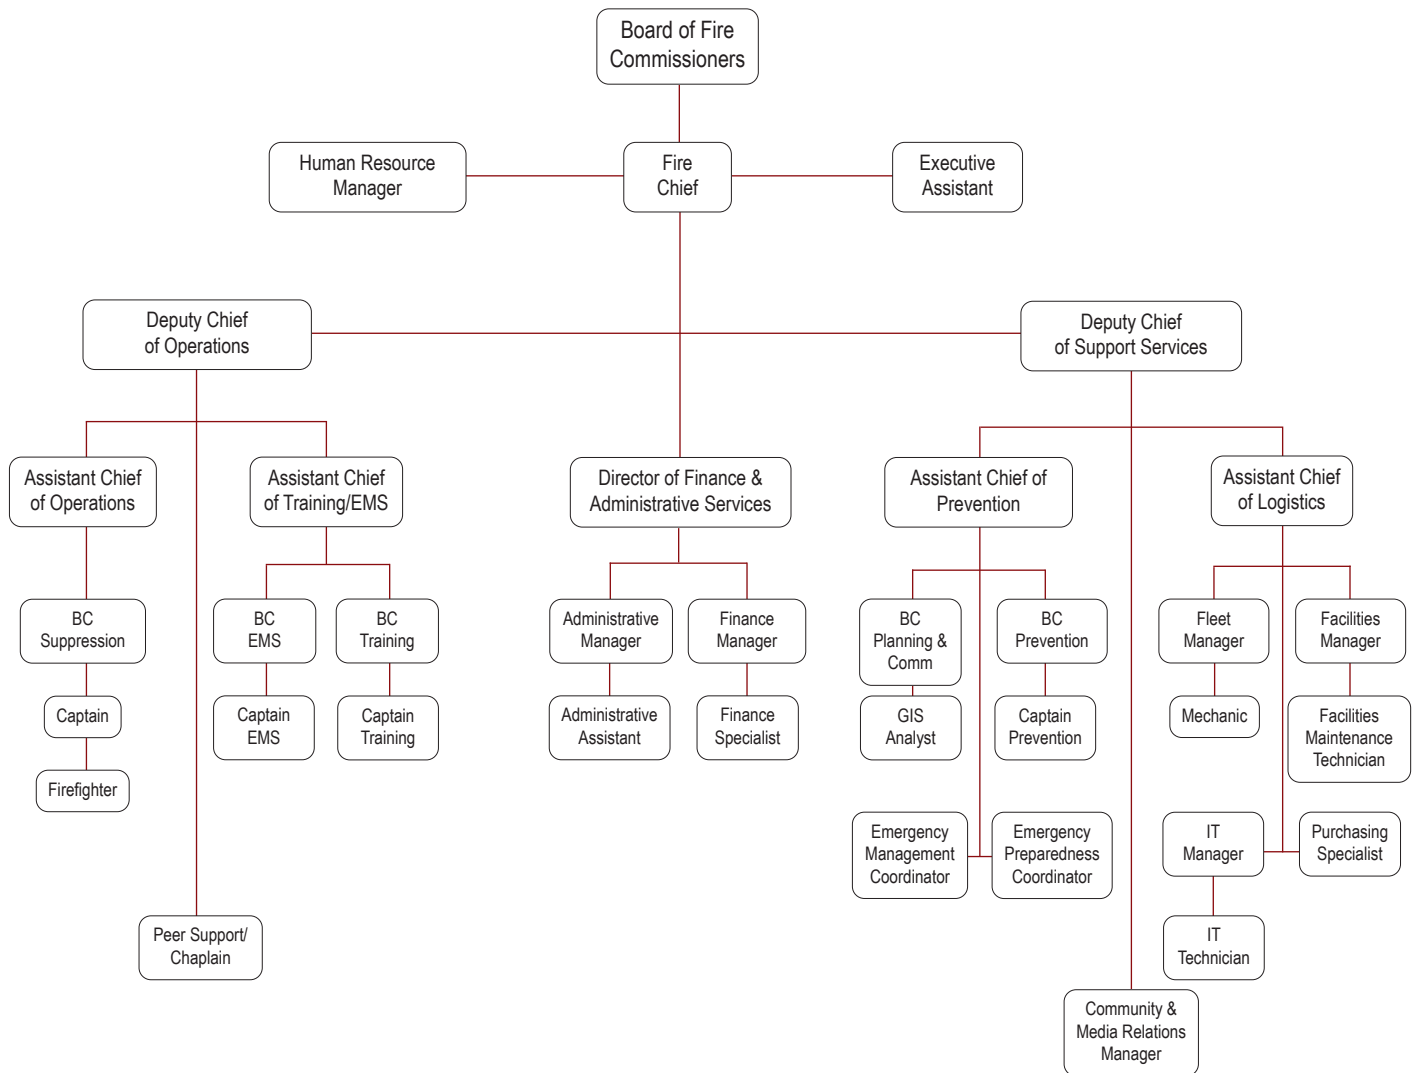 Board of Fire
Commissioners
Human Resource
Manager
Fire
Chief
Executive
Assistant
Deputy Chief
of Operations
Deputy Chief
of Support Services
Assistant Chief
of Operations
Assistant Chief
of Training/EMS
Director of Finance &
Administrative Services
Assistant Chief of
Prevention
Assistant Chief
of Logistics
BC
Suppression
BC
EMS
BC
Training
Administrative
Manager
Finance
Manager
BC
Planning &
Comm
BC
Prevention
Fleet
Manager
Facilities
Manager
Captain
Captain
EMS
Captain
Training
Administrative
Assistant
Finance
Specialist
GIS
Analyst
Captain
Prevention
Mechanic
Facilities
Maintenance
Technician
Firefighter
Emergency
Management
Coordinator
Emergency
Preparedness
Coordinator
IT
Manager
Purchasing
Specialist
Peer Support/
Chaplain
IT
Technician
Community &
Media Relations
Manager